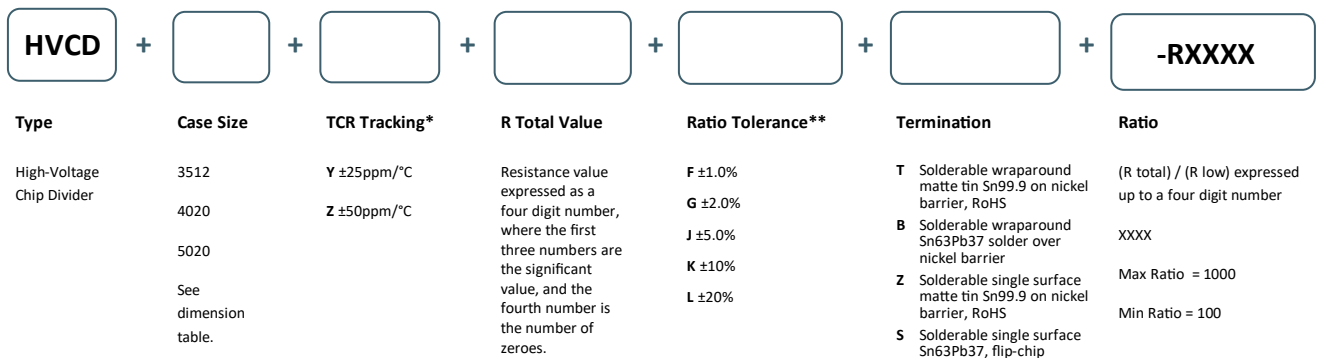 HVCD + + + + + + -RXXXX
Type
High-Voltage
Chip Divider
Case Size
3512
4020
5020
See
dimension
table.
TCR Tracking*
Y ±25ppm/°C
Z ±50ppm/°C
R Total Value
Resistance value
expressed as a
four digit number,
where the first
three numbers are
the significant
value, and the
fourth number is
the number of
zeroes.
Ratio Tolerance**
F ±1.0%
G ±2.0%
J ±5.0%
K ±10%
L ±20%
Termination
T Solderable wraparound
matte tin Sn99.9 on nickel
barrier, RoHS
B Solderable wraparound
Sn63Pb37 solder over
nickel barrier
Z Solderable single surface
matte tin Sn99.9 on nickel
barrier, RoHS
S Solderable single surface
Sn63Pb37, flip-chip
Ratio
(R total) / (R low) expressed
up to a four digit number
XXXX
Max Ratio = 1000
Min Ratio = 100